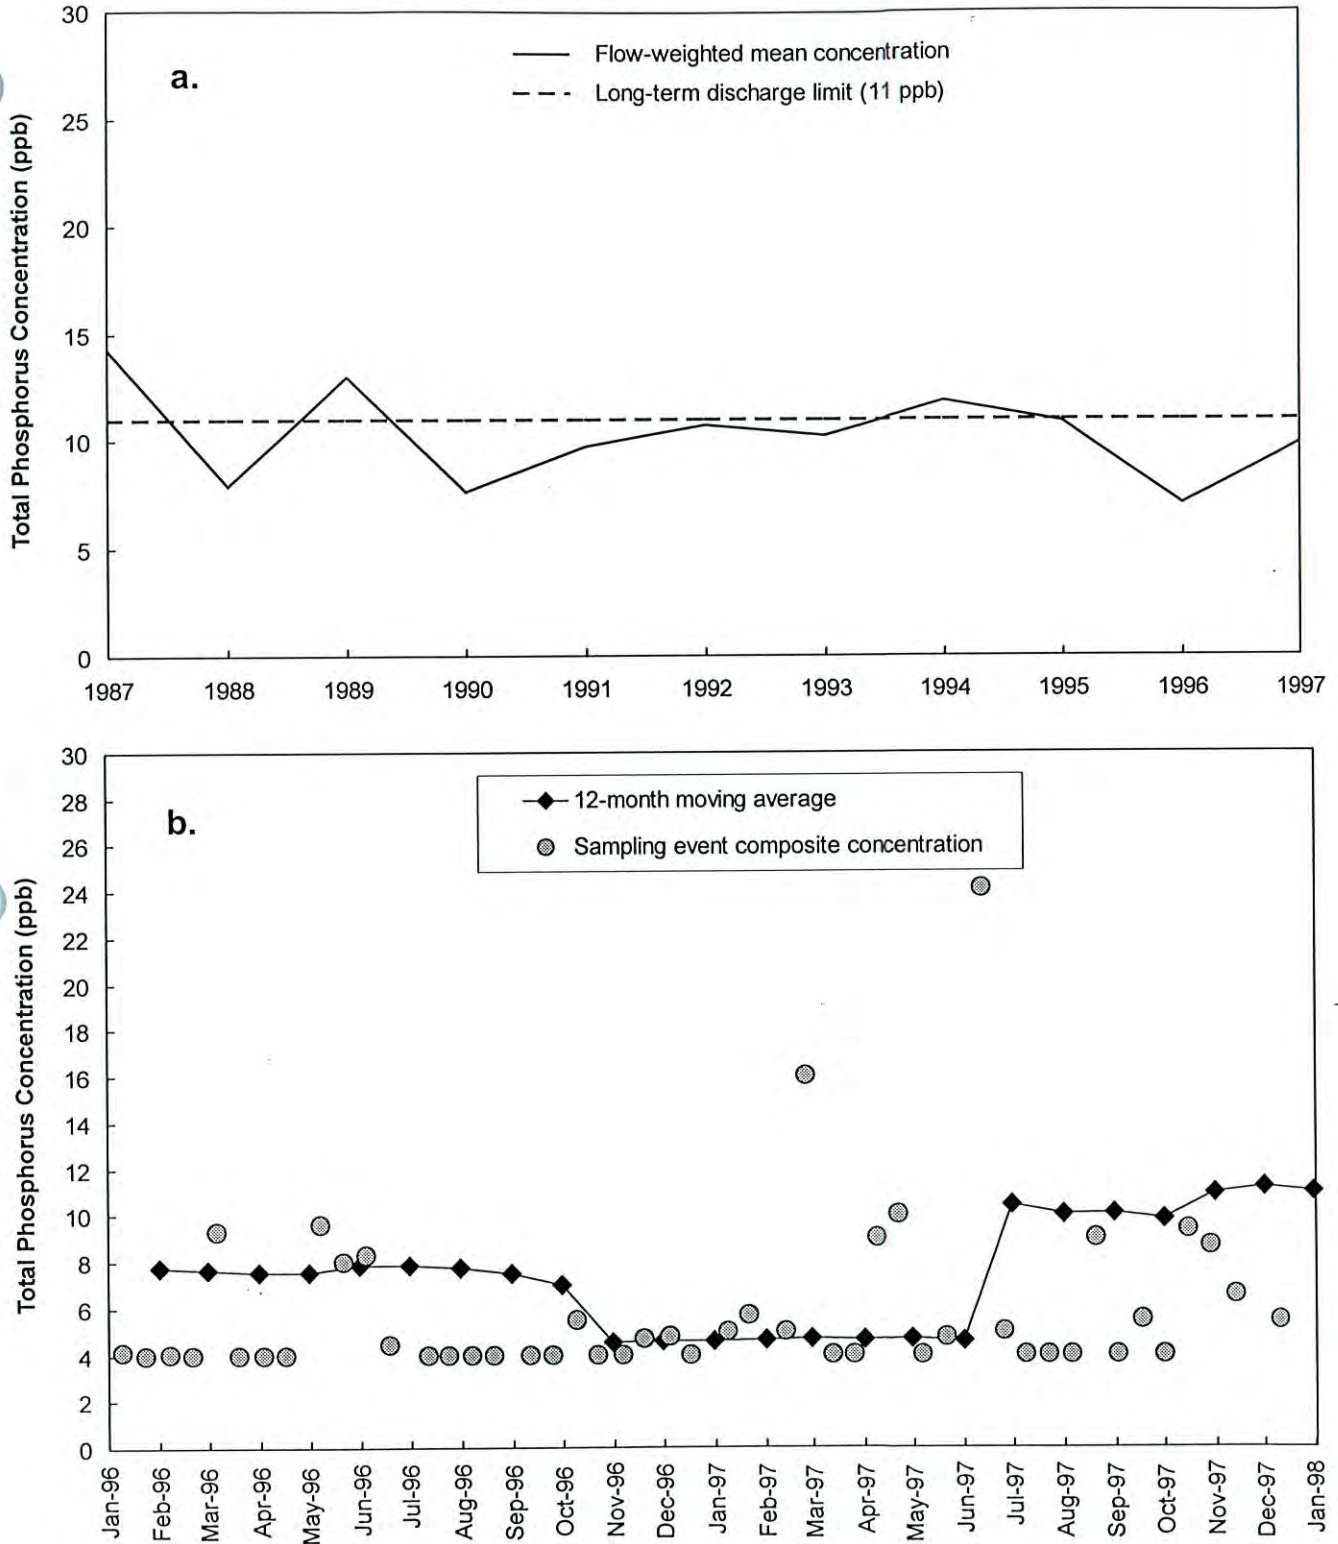 30
25
20
15
10
5
0
Total Phosphorus Concentration (ppb)
a.
Flow-weighted mean concentration
Long-term discharge limit (11 ppb)
1987 1988 1989 1990 1991 1992 1993 1994 1995 1996 1997
30
28
26
24
22
20
18
16
14
12
10
8
6
4
2
0
Total Phosphorus Concentration (ppb)
b.
12-month moving average
Sampling event composite concentration
Jan-96
Feb-96
Mar-96
Apr-96
May-96
Jun-96
Jul-96
Aug-96
Sep-96
Oct-96
Nov-96
Dec-96
Jan-97
Feb-97
Mar-97
Apr-97
May-97
Jun-97
Jul-97
Aug-97
Sep-97
Oct-97
Nov-97
Dec-97
Jan-98